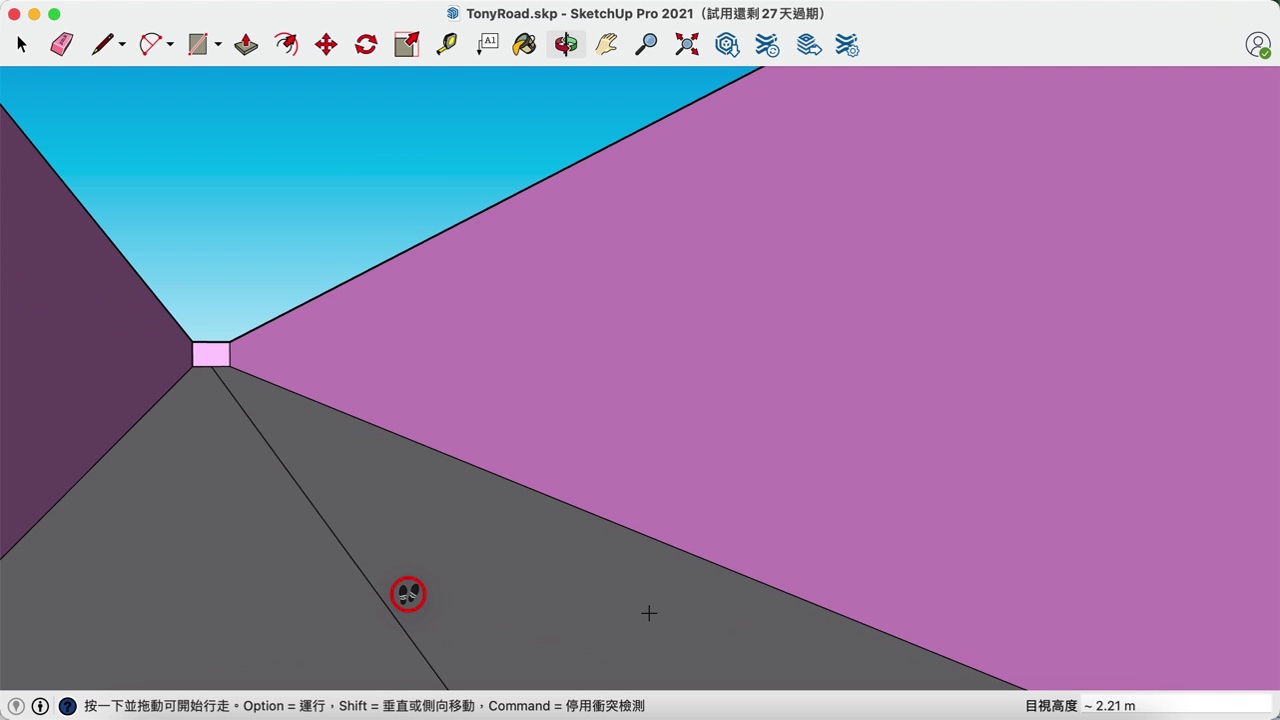 TonyRoad.skp - SketchUp Pro 2021（試用還剩 27 天過期）
A1
按一下並拖動可開始行走。Option = 運行，Shift = 垂直或側向移動，Command = 停用衝突檢測
目視高度 ~ 2.21 m